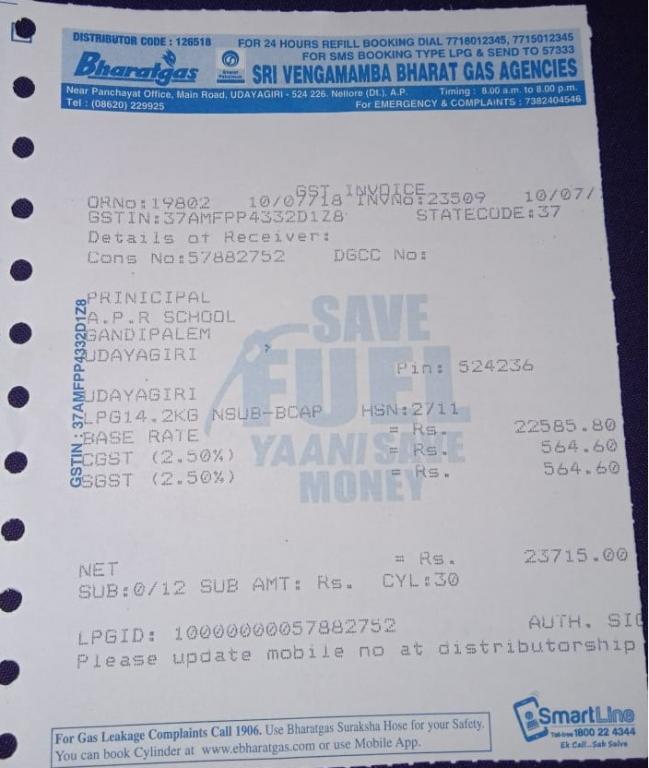 DISTRIBUTOR CODE : 126518
FOR 24 HOURS REFILL BOOKING DIAL 7718012345, 7715012345
FOR SMS BOOKING TYPE LPG & SEND TO 57333
Bharatgas
SRI VENGAMAMBA BHARAT GAS AGENCIES
Near Panchayat Office, Main Road, UDAYAGIRI - 524 226. Nellore (Dt.), A.P. Timing : 8.00 a.m. to 8.00 p.m.
Tel : (08620) 229925 For EMERGENCY & COMPLAINTS : 7382404546
GST INVOICE
ORNo:19802 10/07/18 INVNo:23509 10/07/
GSTIN:37AMFPP4332D1Z8 STATECODE:37
Details of Receiver:
Cons No:57882752 DGCC No:
PRINICIPAL
A.P.R SCHOOL
GANDIPALEM
UDAYAGIRI
Pin: 524236
UDAYAGIRI
LPG14.2KG NSUB-BCAP HSN:2711
BASE RATE = Rs. 22585.80
CGST (2.50%) = Rs. 564.60
SGST (2.50%) = Rs. 564.60
GSTIN : 37AMFPP4332D1Z8
SAVE
FUEL
YAANI SAVE
MONEY
NET = Rs. 23715.00
SUB:0/12 SUB AMT: Rs. CYL:30
LPGID: 10000000057882752 AUTH. SIG
Please update mobile no at distributorship
For Gas Leakage Complaints Call 1906. Use Bharatgas Suraksha Hose for your Safety.
You can book Cylinder at www.ebharatgas.com or use Mobile App.
SmartLine
Toll-free 1800 22 4344
Ek Call...Sab Solve